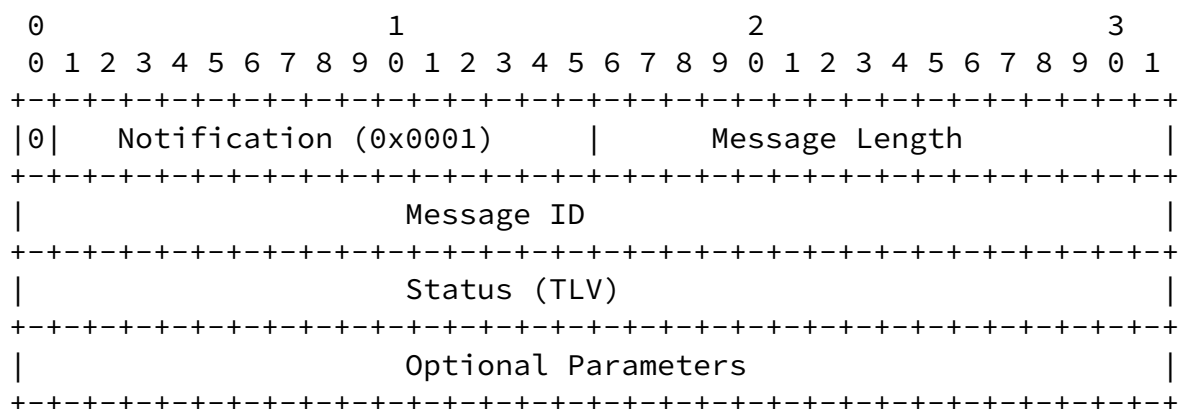 0                   1                   2                   3
 0 1 2 3 4 5 6 7 8 9 0 1 2 3 4 5 6 7 8 9 0 1 2 3 4 5 6 7 8 9 0 1
+-+-+-+-+-+-+-+-+-+-+-+-+-+-+-+-+-+-+-+-+-+-+-+-+-+-+-+-+-+-+-+-+
|0|   Notification (0x0001)     |      Message Length           |
+-+-+-+-+-+-+-+-+-+-+-+-+-+-+-+-+-+-+-+-+-+-+-+-+-+-+-+-+-+-+-+-+
|                     Message ID                                |
+-+-+-+-+-+-+-+-+-+-+-+-+-+-+-+-+-+-+-+-+-+-+-+-+-+-+-+-+-+-+-+-+
|                     Status (TLV)                              |
+-+-+-+-+-+-+-+-+-+-+-+-+-+-+-+-+-+-+-+-+-+-+-+-+-+-+-+-+-+-+-+-+
|                     Optional Parameters                       |
+-+-+-+-+-+-+-+-+-+-+-+-+-+-+-+-+-+-+-+-+-+-+-+-+-+-+-+-+-+-+-+-+